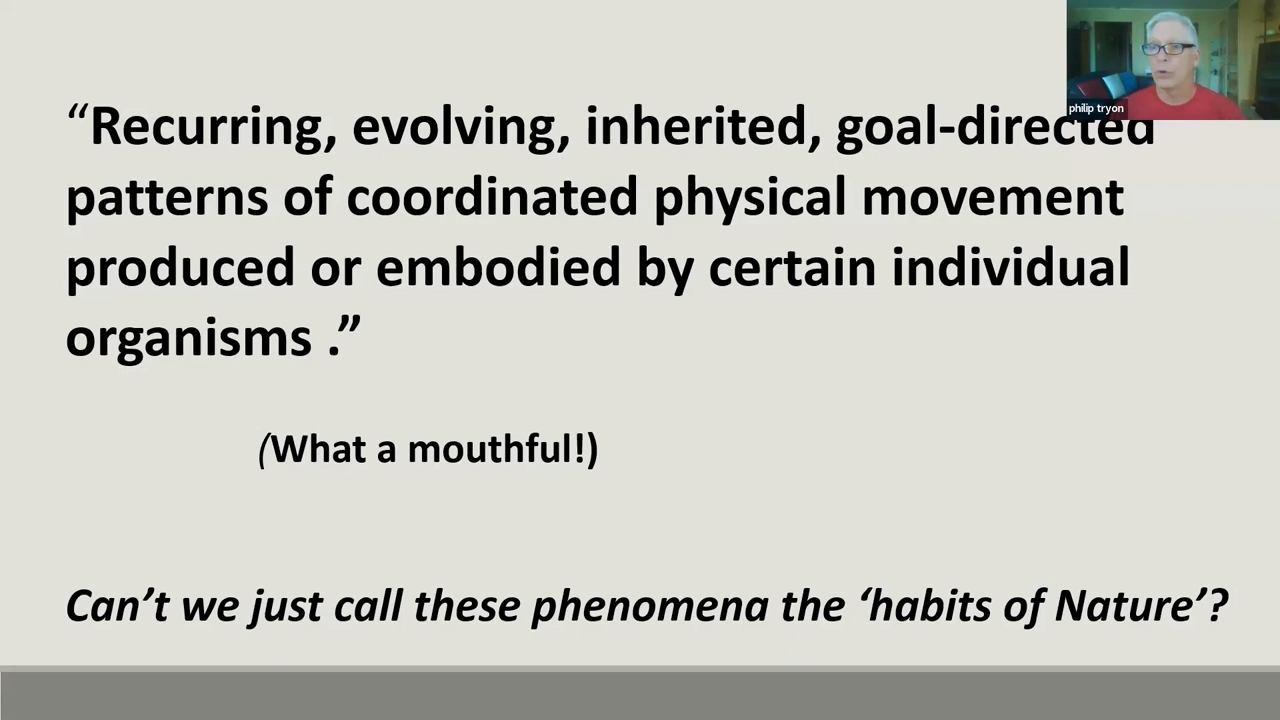 philip tryon
“Recurring, evolving, inherited, goal-directed
patterns of coordinated physical movement
produced or embodied by certain individual
organisms .”
(What a mouthful!)
Can’t we just call these phenomena the ‘habits of Nature’?